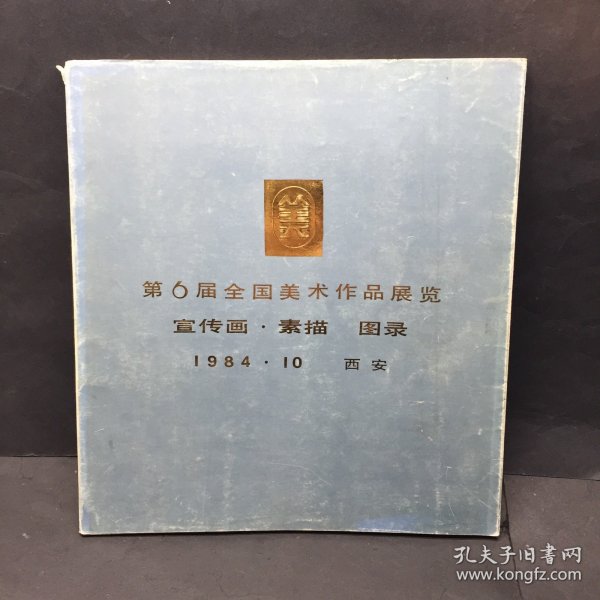 美
第6届全国美术作品展览
宣传画·素描 图录
1984·10 西安
孔夫子旧书网
www.kongfz.com